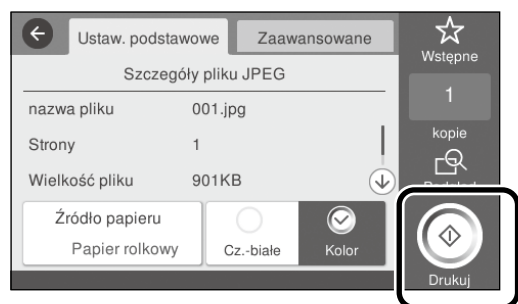 Ustaw. podstawowe
Zaawansowane
Szczegóły pliku JPEG
nazwa pliku 001.jpg
Strony 1
Wielkość pliku 901KB
Źródło papieru
Papier rolkowy
Cz.-białe
Kolor
Wstępne
1
kopie
Drukuj